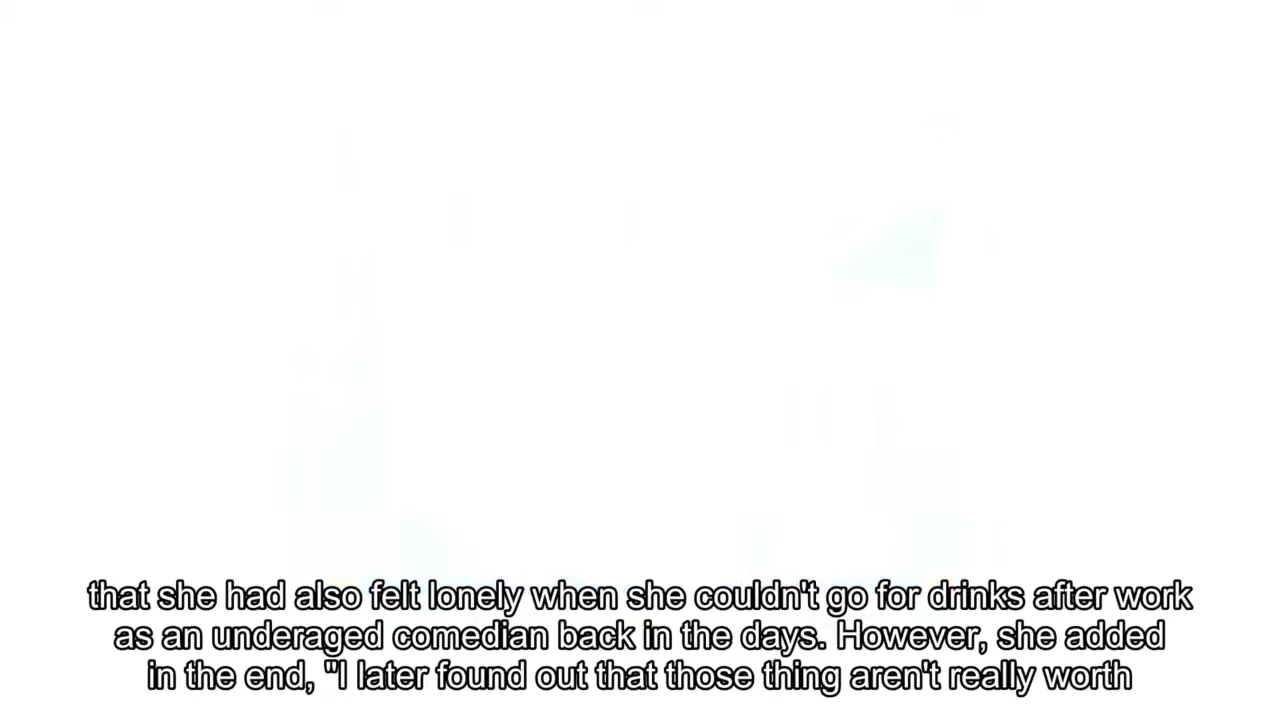 that she had also felt lonely when she couldn't go for drinks after work
as an underaged comedian back in the days. However, she added
in the end, "I later found out that those thing aren't really worth